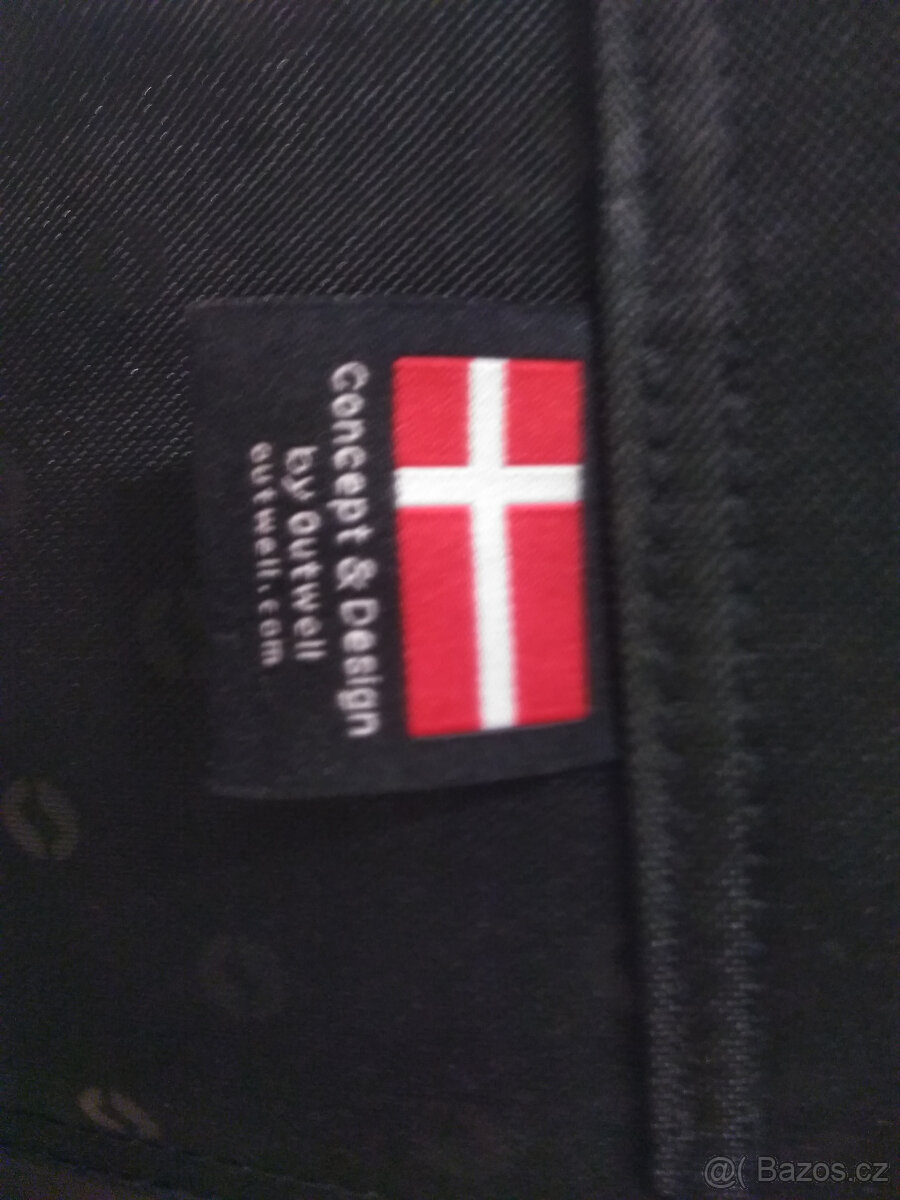 Concept & Design
by Outwell
outwell.com
@( Bazos.cz